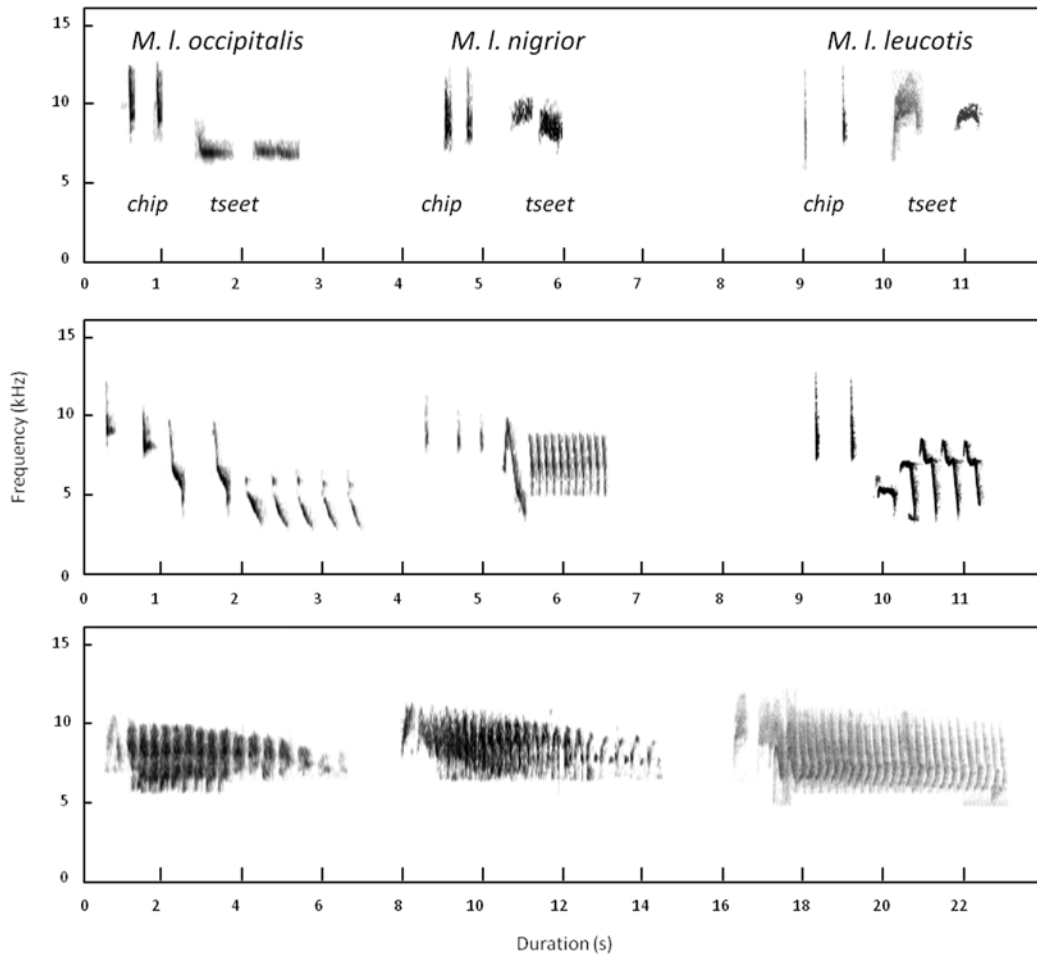 15
M. l. occipitalis M. l. nigrior M. l. leucotis
10
5
chip tseet chip tseet chip tseet
0
0 1 2 3 4 5 6 7 8 9 10 11
15
10
5
0
0 1 2 3 4 5 6 7 8 9 10 11
Frequency (kHz)
15
10
5
0
0 2 4 6 8 10 12 14 16 18 20 22
Duration (s)